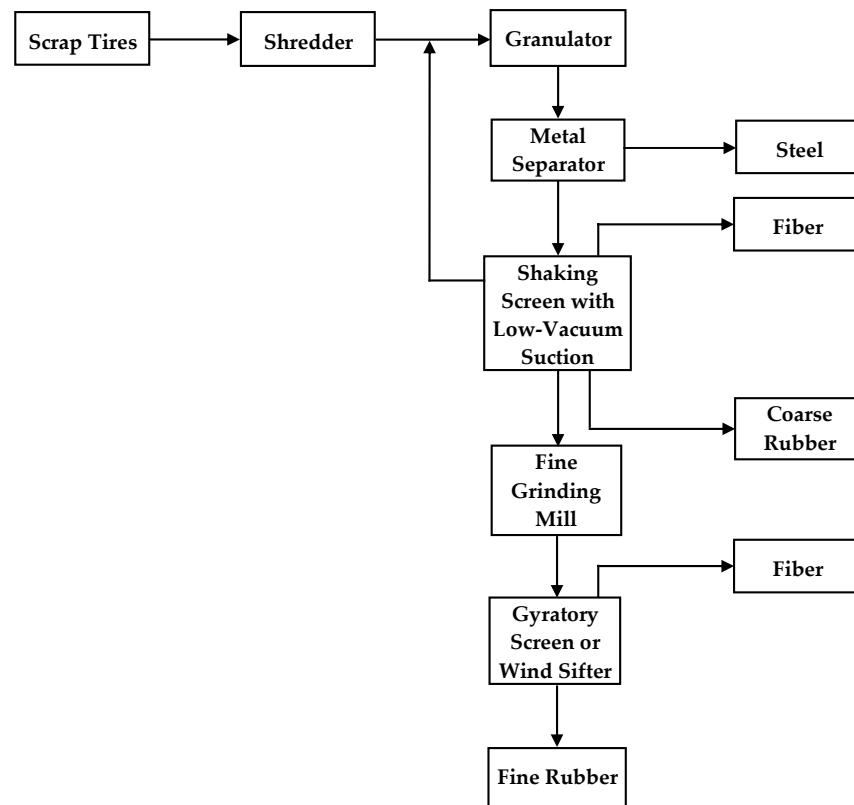 Scrap Tires
Shredder
Granulator
Metal
Separator
Steel
Fiber
Shaking
Screen with
Low-Vacuum
Suction
Coarse
Rubber
Fine
Grinding
Mill
Fiber
Gyratory
Screen or
Wind Sifter
Fine Rubber